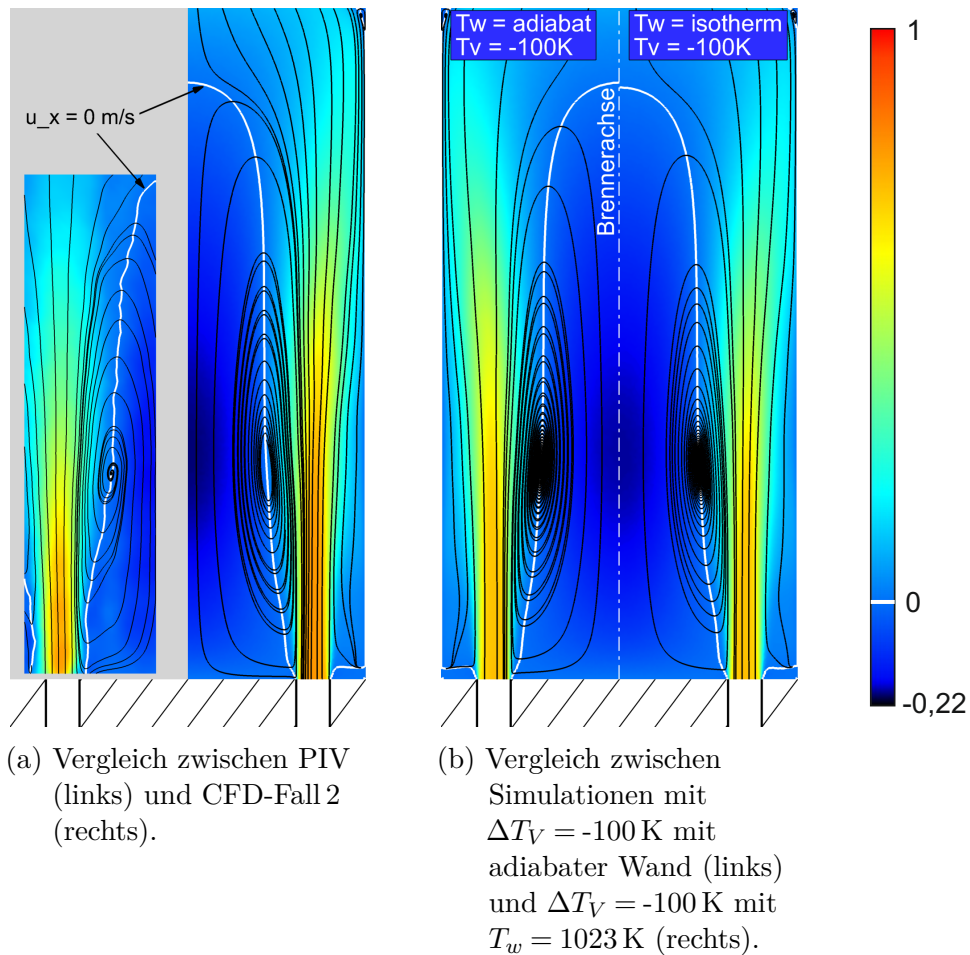 u_x = 0 m/s
Tw = adiabat
Tv = -100K
Tw = isotherm
Tv = -100K
Brennerachse
1
0
-0,22
(a) Vergleich zwischen PIV
(links) und CFD-Fall 2
(rechts).
(b) Vergleich zwischen
Simulationen mit
ΔT_V = -100 K mit
adiabater Wand (links)
und ΔT_V = -100 K mit
T_w = 1023 K (rechts).